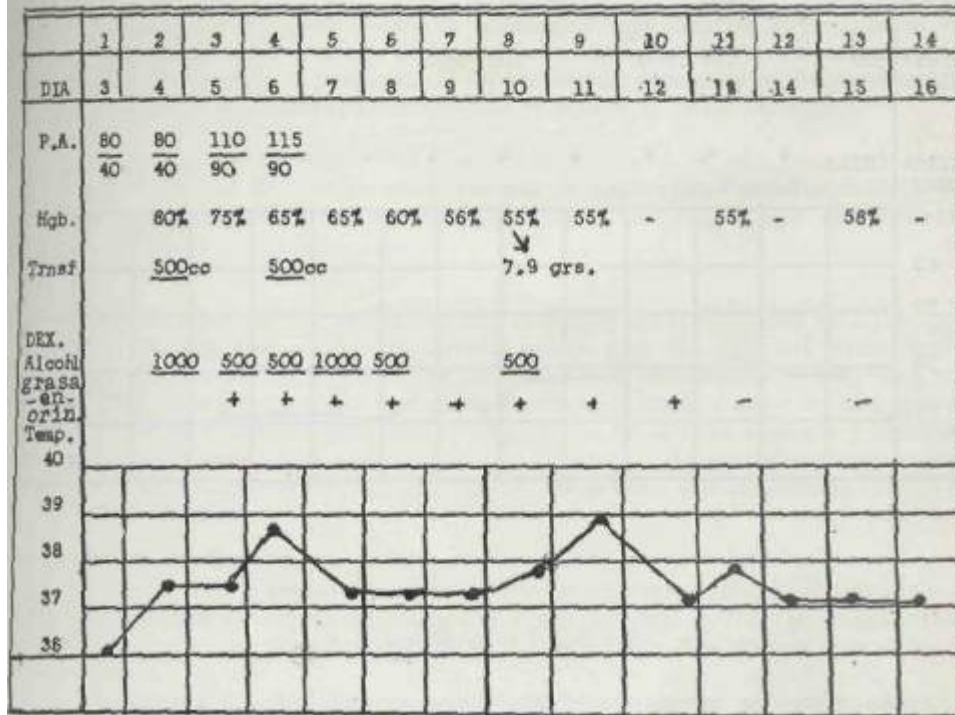 1 2 3 4 5 6 7 8 9 10 11 12 13 14
DIA 3 4 5 6 7 8 9 10 11 12 13 14 15 16
P.A. 80 80 110 115
40 40 90 90
Hgb. 80% 75% 65% 65% 60% 56% 55% 55% - 55% - 58% -
Trnsf 500cc 500cc 7.9 grs.
DEX.
Alcohl 1000 500 500 1000 500 500
grasa
-en- + + + + + + + + - -
orin.
Temp.
40
39
38
37
36